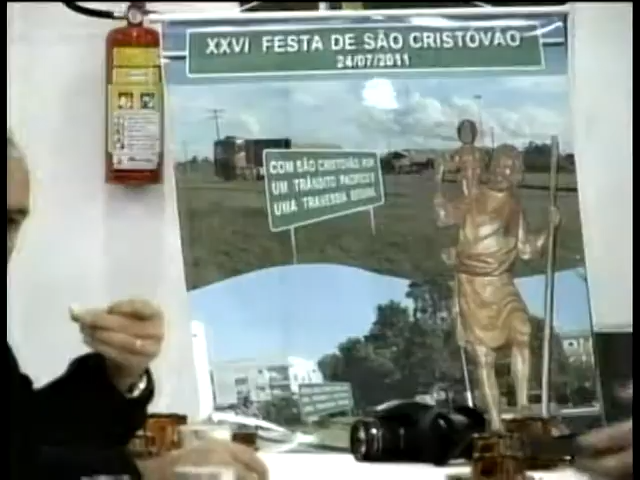 XXVI FESTA DE SÃO CRISTÓVÃO
24/07/2011
COM SÃO CRISTÓVÃO POR
UM TRÂNSITO PACÍFICO E
UMA TRAVESSIA SEGURA